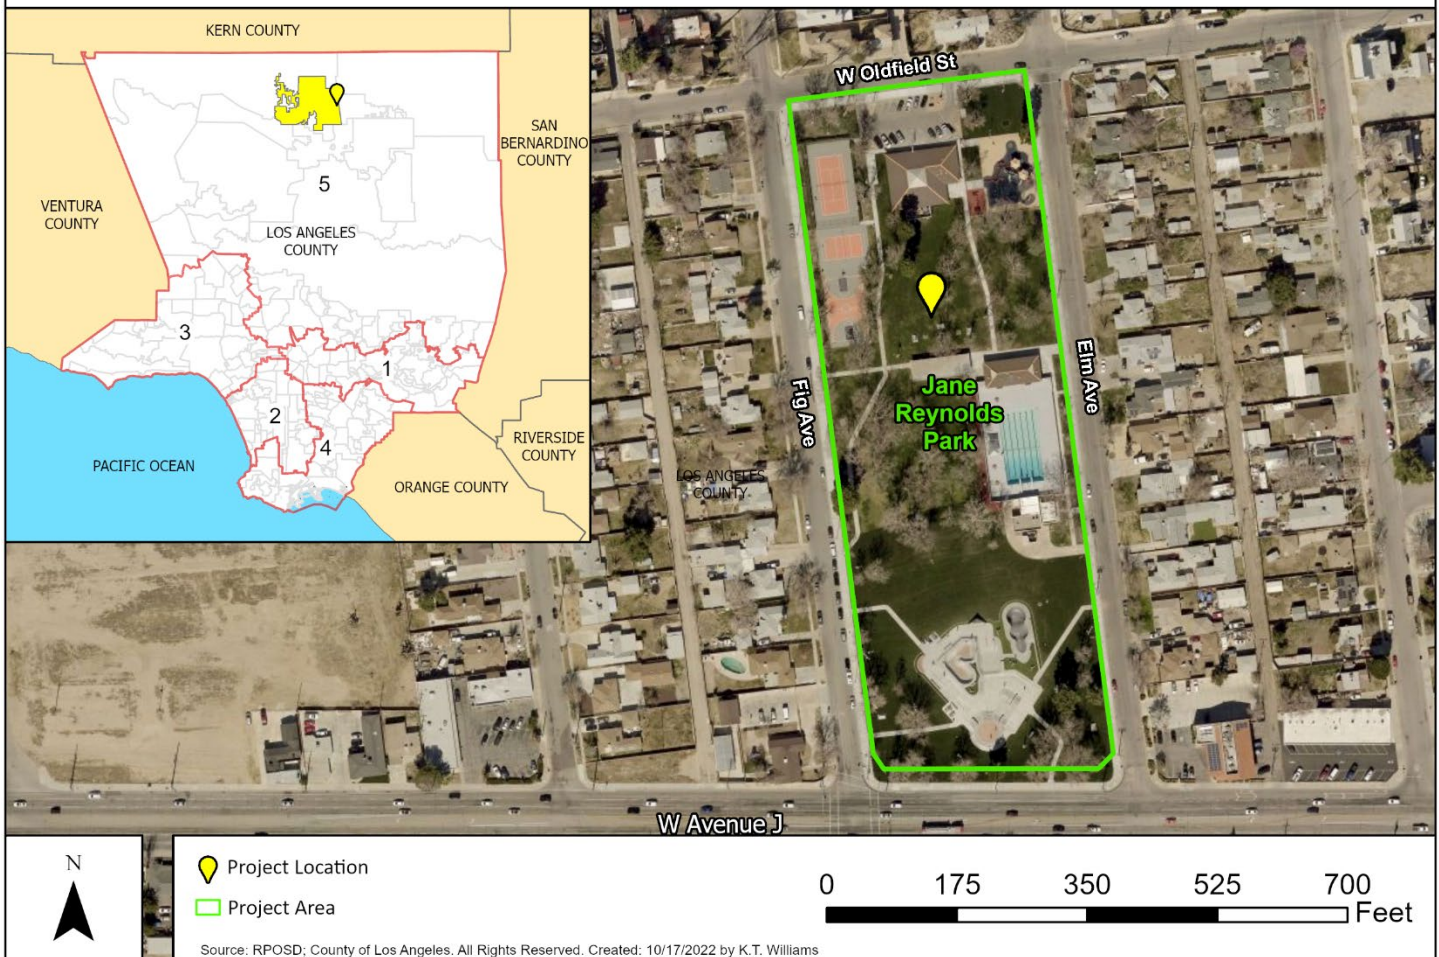 KERN COUNTY
SAN
BERNARDINO
COUNTY
5
VENTURA
COUNTY
LOS ANGELES
COUNTY
3
1
2
4
RIVERSIDE
COUNTY
PACIFIC OCEAN
ORANGE COUNTY
W Oldfield St
Fig Ave
Elm Ave
Jane
Reynolds
Park
LOS ANGELES
COUNTY
W Avenue J
N
Project Location
Project Area
0 175 350 525 700
Feet
Source: RPOSD; County of Los Angeles. All Rights Reserved. Created: 10/17/2022 by K.T. Williams